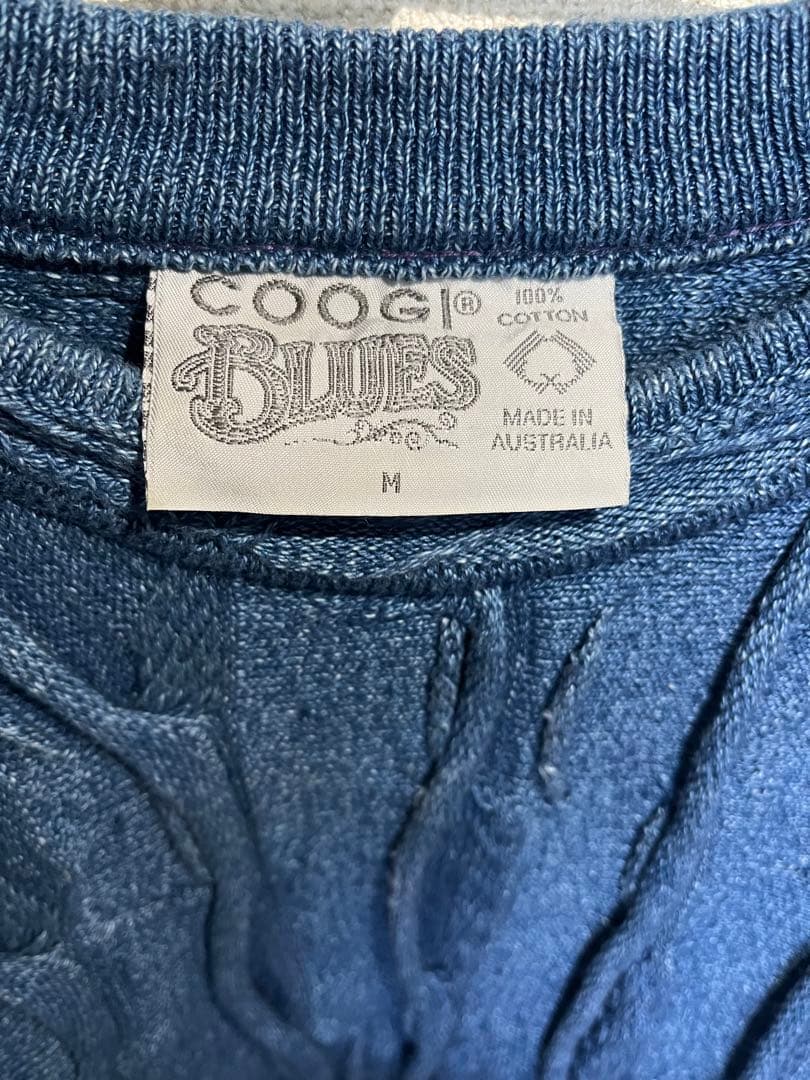 COOGI®
BLUES
M
100%
COTTON
MADE IN
AUSTRALIA